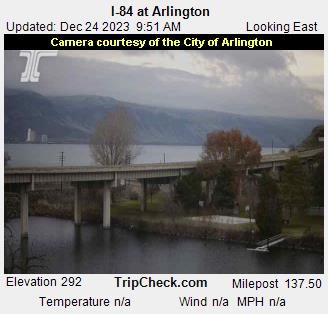 I-84 at Arlington
Updated: Dec 24 2023 9:51 AM Looking East
Camera courtesy of the City of Arlington
Elevation 292 TripCheck.com Milepost 137.50
Temperature n/a Wind n/a MPH n/a